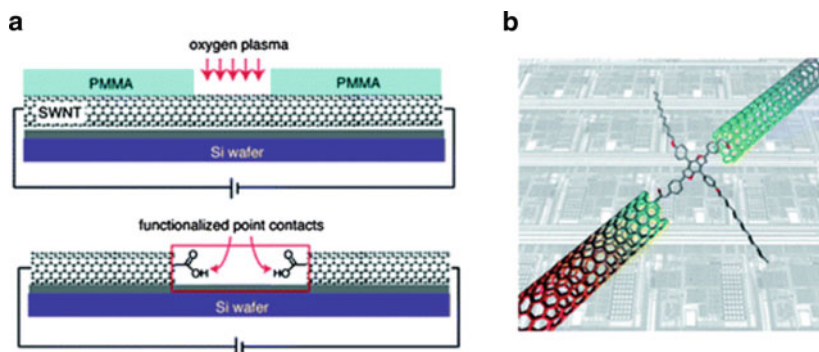 a
b
oxygen plasma
PMMA
PMMA
SWNT
Si wafer
functionalized point contacts
O
O
OH
HO
Si wafer